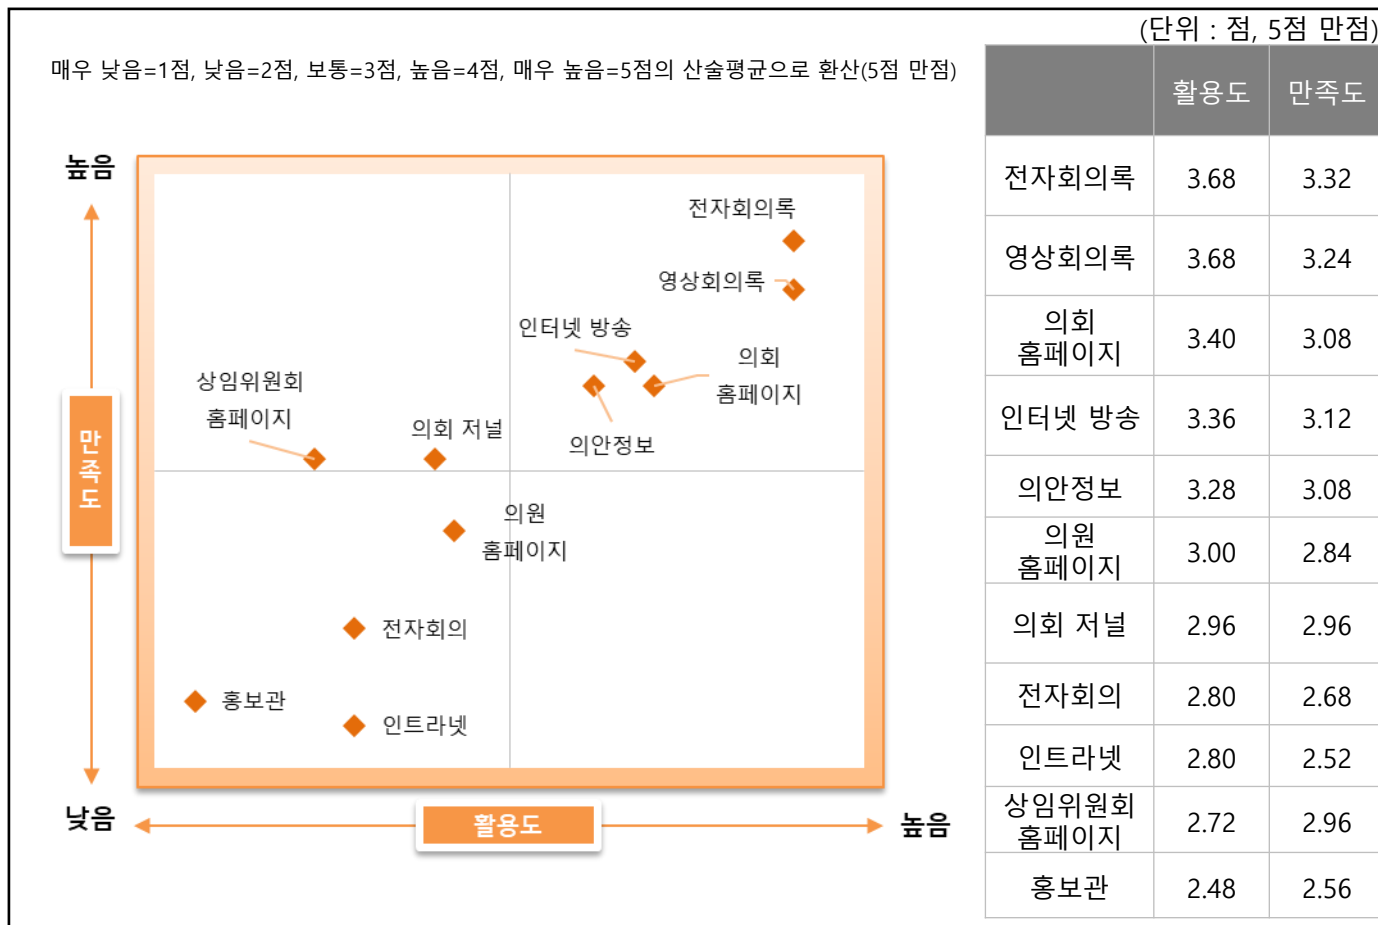 (단위 : 점, 5점 만점)
매우 낮음=1점, 낮음=2점, 보통=3점, 높음=4점, 매우 높음=5점의 산술평균으로 환산(5점 만점)
높음
만족도
낮음
활용도
높음
전자회의록
영상회의록
인터넷 방송
의회
홈페이지
의안정보
상임위원회
홈페이지
의회 저널
의원
홈페이지
전자회의
홍보관
인트라넷
활용도 만족도
전자회의록 3.68 3.32
영상회의록 3.68 3.24
의회
홈페이지 3.40 3.08
인터넷 방송 3.36 3.12
의안정보 3.28 3.08
의원
홈페이지 3.00 2.84
의회 저널 2.96 2.96
전자회의 2.80 2.68
인트라넷 2.80 2.52
상임위원회
홈페이지 2.72 2.96
홍보관 2.48 2.56